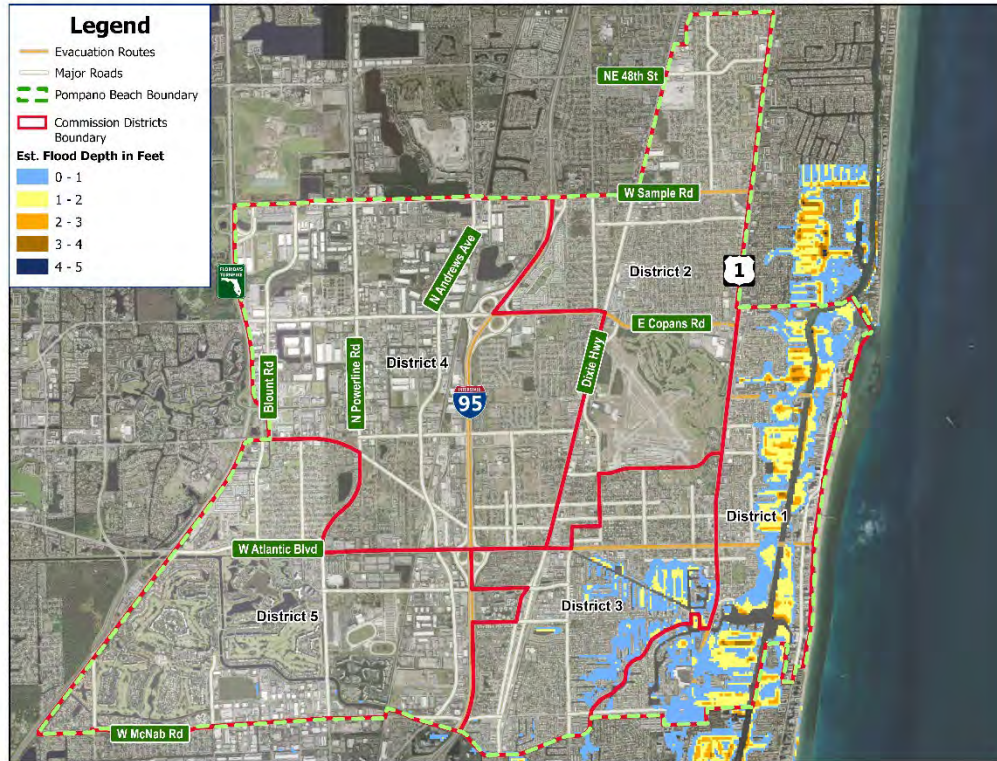 Legend
Evacuation Routes
Major Roads
Pompano Beach Boundary
Commission Districts
Boundary
Est. Flood Depth in Feet
0 - 1
1 - 2
2 - 3
3 - 4
4 - 5
NE 48th St
W Sample Rd
FLORIDA'S
TURNPIKE
N Andrews Ave
District 2
1
E Copans Rd
District 4
Dixie Hwy
N Powerline Rd
Blount Rd
95
District 1
W Atlantic Blvd
District 3
District 5
W McNab Rd